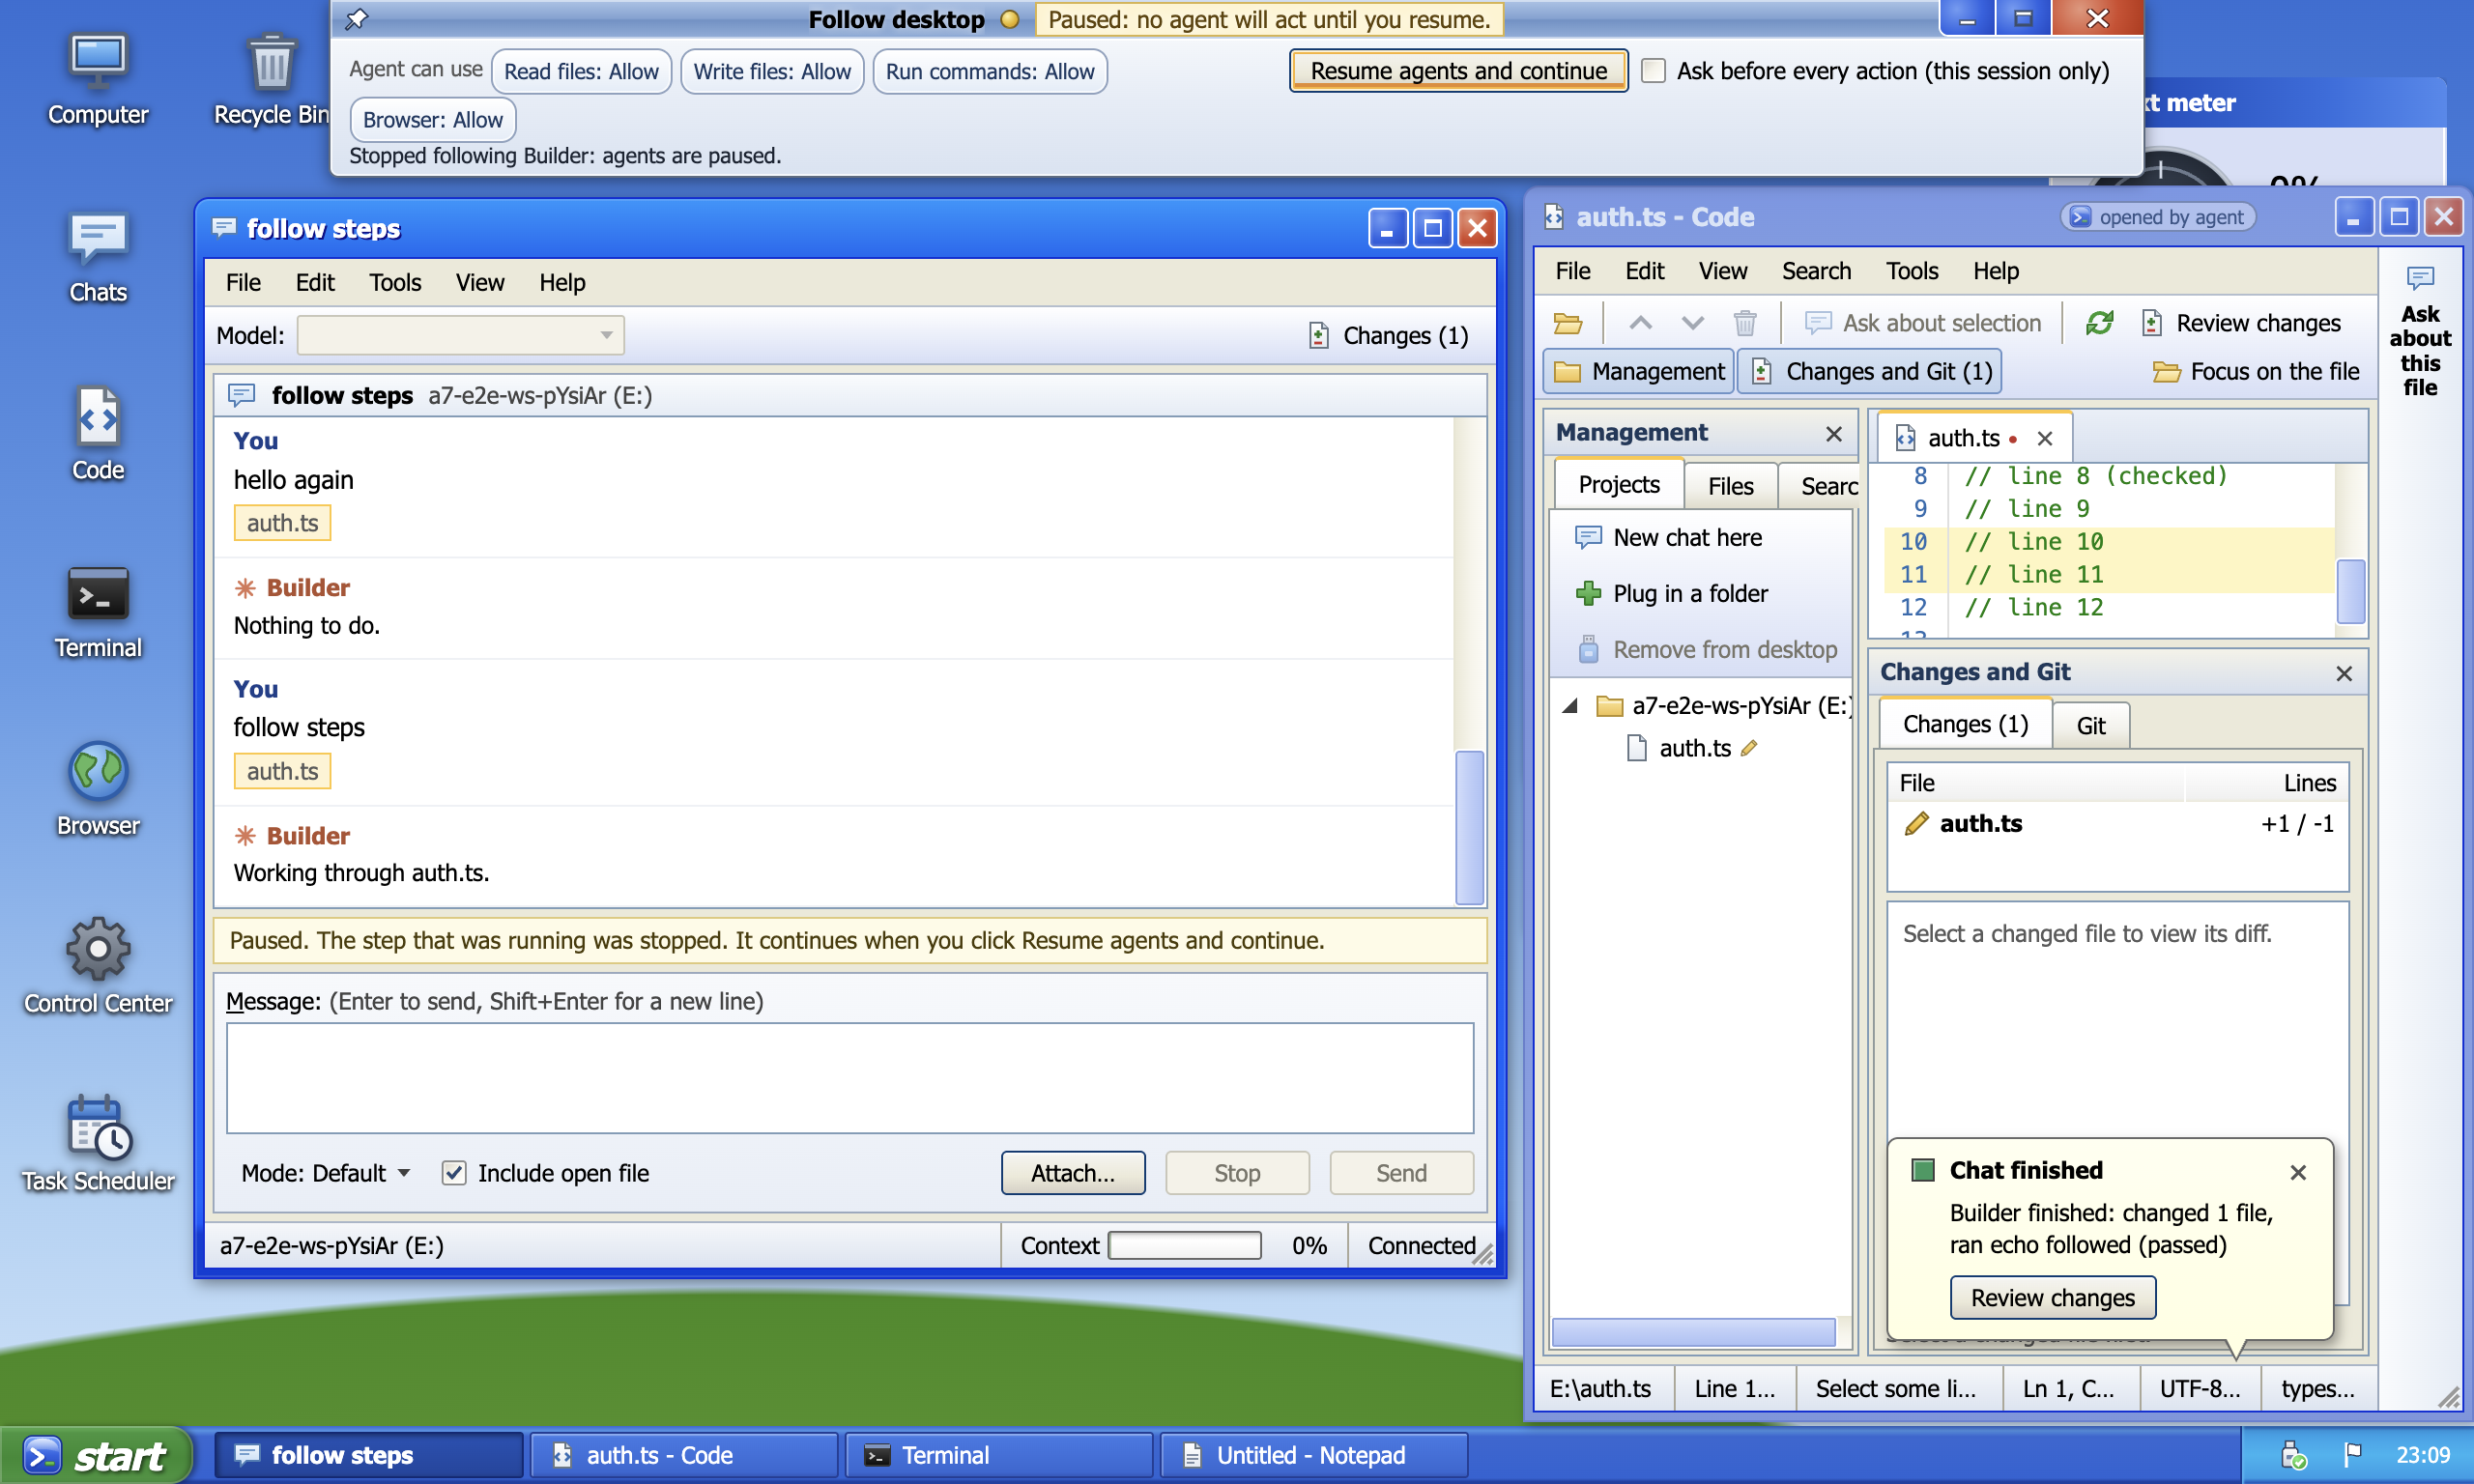 Computer
Recycle Bin
Chats
Code
Terminal
Browser
Control Center
Task Scheduler
Follow desktop
Paused: no agent will act until you resume.
Agent can use
Read files: Allow
Write files: Allow
Run commands: Allow
Browser: Allow
Resume agents and continue
Ask before every action (this session only)
Stopped following Builder: agents are paused.
meter
follow steps
File Edit Tools View Help
Model:
Changes (1)
follow steps a7-e2e-ws-pYsiAr (E:)
You
hello again
auth.ts
Builder
Nothing to do.
You
follow steps
auth.ts
Builder
Working through auth.ts.
Paused. The step that was running was stopped. It continues when you click Resume agents and continue.
Message: (Enter to send, Shift+Enter for a new line)
Mode: Default
Include open file
Attach...
Stop
Send
a7-e2e-ws-pYsiAr (E:)
Context 0%
Connected
auth.ts - Code
opened by agent
File Edit View Search Tools Help
Ask about selection
Review changes
Management
Changes and Git (1)
Focus on the file
Ask
about
this
file
Management
Projects Files Searc
New chat here
Plug in a folder
Remove from desktop
a7-e2e-ws-pYsiAr (E:)
auth.ts
auth.ts
8 // line 8 (checked)
9 // line 9
10 // line 10
11 // line 11
12 // line 12
Changes and Git
Changes (1) Git
File Lines
auth.ts +1 / -1
Select a changed file to view its diff.
Chat finished
Builder finished: changed 1 file,
ran echo followed (passed)
Review changes
E:\auth.ts
Line 1...
Select some li...
Ln 1, C...
UTF-8...
types...
start
follow steps
auth.ts - Code
Terminal
Untitled - Notepad
23:09